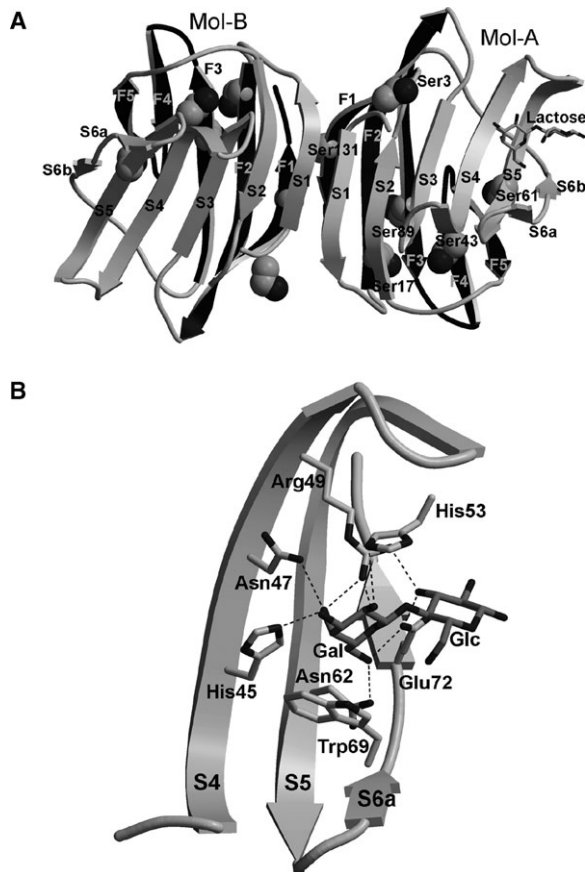 A
Mol-B
Mol-A
F5
F4
F3
F1
Ser3
S6a
F2
Lactose
S6b
Ser131
S5
S4
S3
F2
S2
F1
S1
S1
S2
S3
S4
S5
S6b
Ser61
S6a
Ser89
Ser43
F3
F5
Ser17
F4
B
Arg49
His53
Asn47
Gal
Glc
His45
Asn62
Glu72
Trp69
S4
S5
S6a